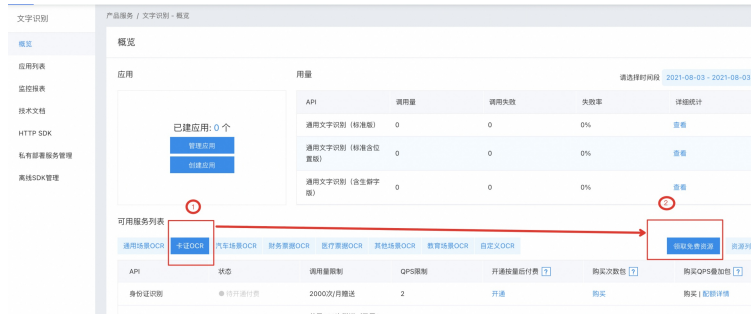 文字识别
产品服务 / 文字识别 - 概览
概览
概览
应用列表
监控报表
技术文档
HTTP SDK
私有部署服务管理
离线SDK管理
应用
用量
请选择时间段 2021-08-03 - 2021-08-03
已建应用: 0 个
管理应用
创建应用
API 调用量 调用失败 失败率 详细统计
通用文字识别（标准版） 0 0 0% 查看
通用文字识别（标准含位置版） 0 0 0% 查看
通用文字识别（含生僻字版） 0 0 0% 查看
1
2
可用服务列表
通用场景OCR 卡证OCR 汽车场景OCR 财务票据OCR 医疗票据OCR 其他场景OCR 教育场景OCR 自定义OCR 领取免费资源 资源列
API 状态 调用量限制 QPS限制 开通按量后付费 ? 购买次数包 ? 购买QPS叠加包 ?
身份证识别 待开通付费 2000次/月赠送 2 开通 购买 购买 | 配额详情